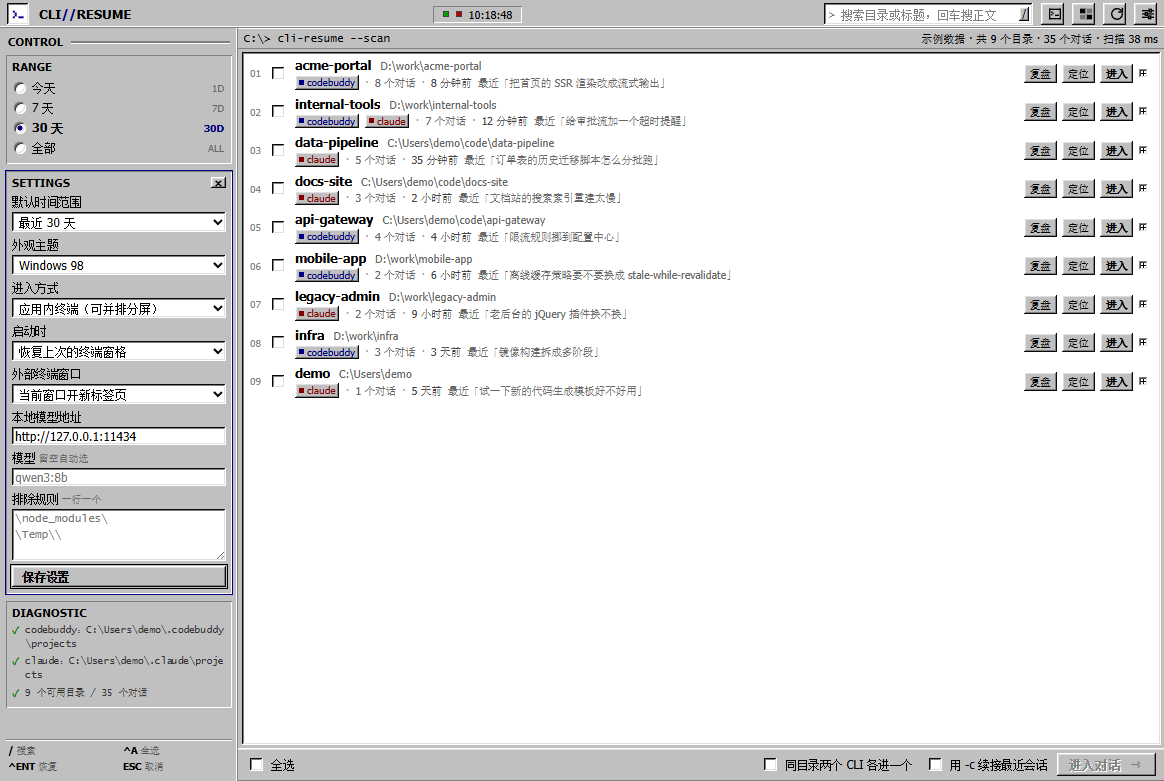 CLI//RESUME
10:18:48
> 搜索目录或标题，回车搜正文 /
CONTROL
RANGE
今天 1D
7 天 7D
30 天 30D
全部 ALL
SETTINGS
默认时间范围
最近 30 天
外观主题
Windows 98
进入方式
应用内终端（可并排分屏）
启动时
恢复上次的终端窗格
外部终端窗口
当前窗口开新标签页
本地模型地址
http://127.0.0.1:11434
模型 留空自动选
qwen3:8b
排除规则 一行一个
\node_modules\
\Temp\\
保存设置
DIAGNOSTIC
✓ codebuddy: C:\Users\demo\.codebuddy
\projects
✓ claude: C:\Users\demo\.claude\proje
cts
✓ 9 个可用目录 / 35 个对话
/ 搜索 ^A 全选
^ENT 恢复 ESC 取消
C:\> cli-resume --scan
示例数据 · 共 9 个目录 · 35 个对话 · 扫描 38 ms
01 acme-portal D:\work\acme-portal
codebuddy · 8 个对话 · 8 分钟前 最近「把首页的 SSR 渲染改成流式输出」
复盘 定位 进入
02 internal-tools D:\work\internal-tools
codebuddy claude · 7 个对话 · 12 分钟前 最近「给审批流加一个超时提醒」
复盘 定位 进入
03 data-pipeline C:\Users\demo\code\data-pipeline
claude · 5 个对话 · 35 分钟前 最近「订单表的历史迁移脚本怎么分批跑」
复盘 定位 进入
04 docs-site C:\Users\demo\code\docs-site
claude · 3 个对话 · 2 小时前 最近「文档站的搜索索引重建太慢」
复盘 定位 进入
05 api-gateway C:\Users\demo\code\api-gateway
codebuddy · 4 个对话 · 4 小时前 最近「限流规则挪到配置中心」
复盘 定位 进入
06 mobile-app D:\work\mobile-app
codebuddy · 2 个对话 · 6 小时前 最近「离线缓存策略要不要换成 stale-while-revalidate」
复盘 定位 进入
07 legacy-admin D:\work\legacy-admin
claude · 2 个对话 · 9 小时前 最近「老后台的 jQuery 插件换不换」
复盘 定位 进入
08 infra D:\work\infra
codebuddy · 3 个对话 · 3 天前 最近「镜像构建拆成多阶段」
复盘 定位 进入
09 demo C:\Users\demo
claude · 1 个对话 · 5 天前 最近「试一下新的代码生成模板好不好用」
复盘 定位 进入
全选
同目录两个 CLI 各进一个
用 -c 续接最近会话
进入对话 →